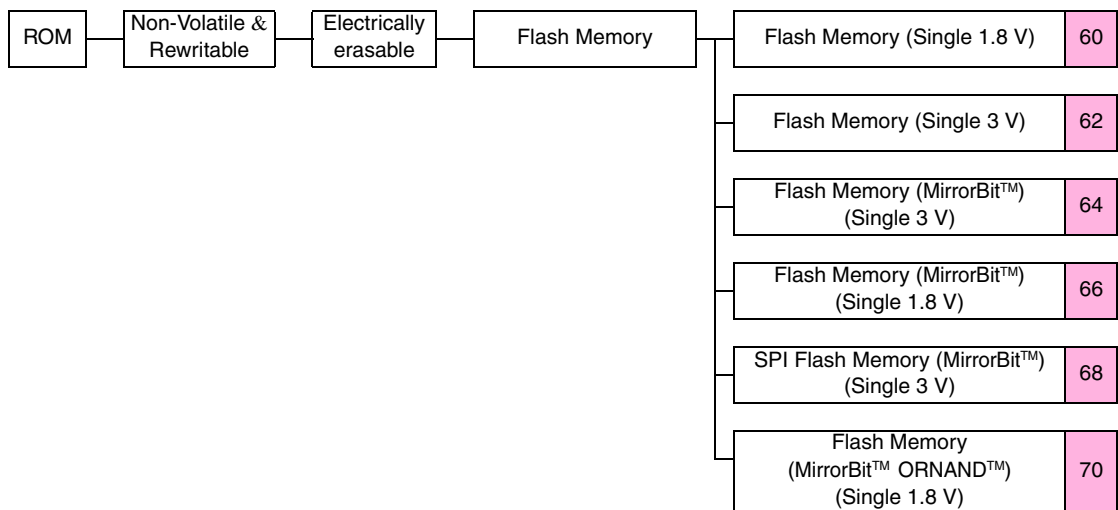 ROM
Non-Volatile &
Rewritable
Electrically
erasable
Flash Memory
Flash Memory (Single 1.8 V)
60
Flash Memory (Single 3 V)
62
Flash Memory (MirrorBit™)
(Single 3 V)
64
Flash Memory (MirrorBit™)
(Single 1.8 V)
66
SPI Flash Memory (MirrorBit™)
(Single 3 V)
68
Flash Memory
(MirrorBit™ ORNAND™)
(Single 1.8 V)
70